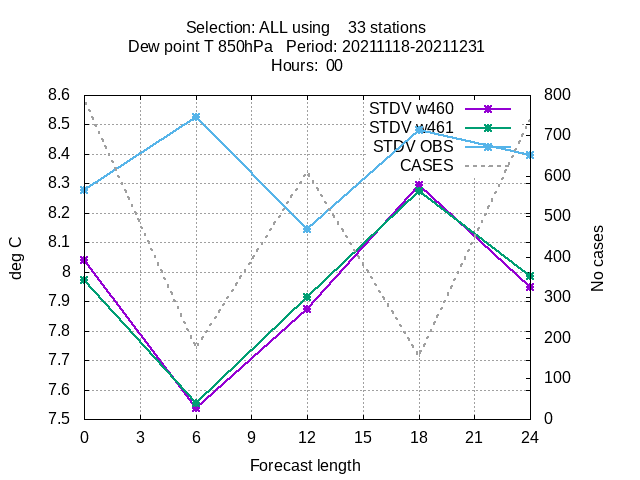 Selection: ALL using 33 stations
Dew point T 850hPa Period: 20211118-20211231
Hours: 00
STDV w460
STDV w461
STDV OBS
CASES
deg C
8.6
8.5
8.4
8.3
8.2
8.1
8
7.9
7.8
7.7
7.6
7.5
800
700
600
500
400
300
200
100
0
No cases
0 3 6 9 12 15 18 21 24
Forecast length